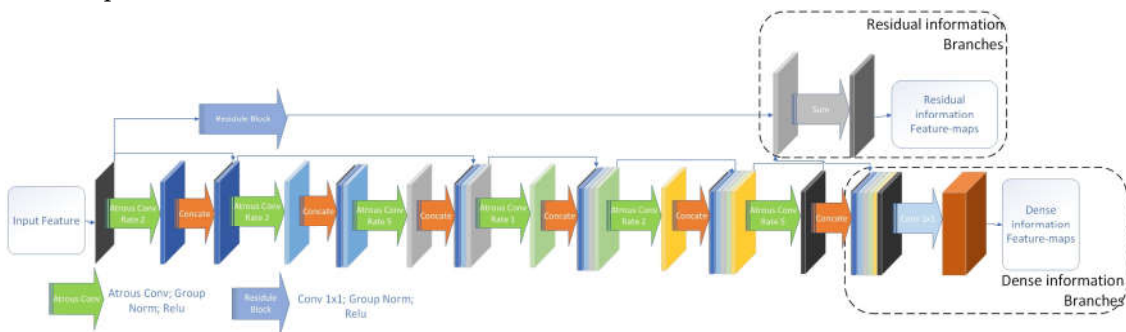 Residual information
Branches
Residule Block
Sum
Residual
information
Feature-maps
Input Feature
Atrous Conv
Rate 2
Concate
Atrous Conv
Rate
Concate
Atrous Conv
Rate 5
Concate
Atrous Conv
Rate 1
Concate
Atrous Conv
Rate 2
Concate
Atrous Conv
Rate 5
Concate
Conv 1x1
Dense
information
Feature-maps
Dense information
Branches
Atrous Conv
Atrous Conv; Group
Norm; Relu
Residule
Block
Conv 1x1; Group Norm;
Relu